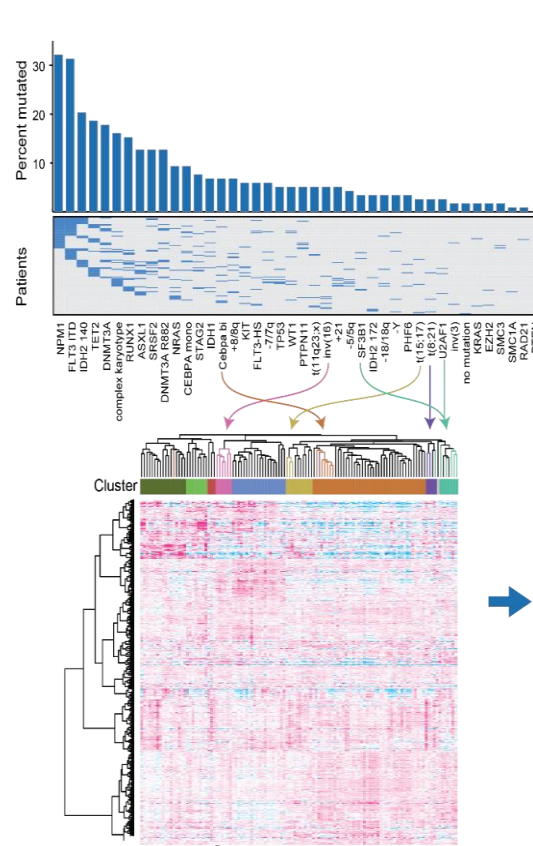 Percent mutated
30
20
10
Patients
NPM1
FLT3 ITD
IDH2 140
TET2
DNMT3A
complex karyotype
RUNX1
ASXL1
SRSF2
DNMT3A R882
NRAS
CEBPA mono
STAG2
IDH1
Cebpa bi
+8/8q
KIT
FLT3-HS
-7/7q
TP53
WT1
PTPN11
t(11q23;x)
inv(16)
+21
-5/5q
SF3B1
IDH2 172
-18/18q
-Y
PHF6
t(15;17)
t(8;21)
U2AF1
inv(3)
no mutation
KRAS
EZH2
SMC3
SMC1A
RAD21
Cluster